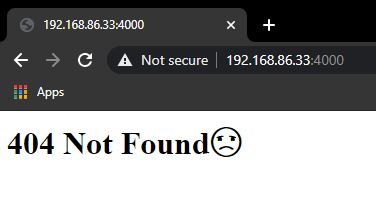 192.168.86.33:4000
Not secure | 192.168.86.33:4000
Apps
404 Not Found😒